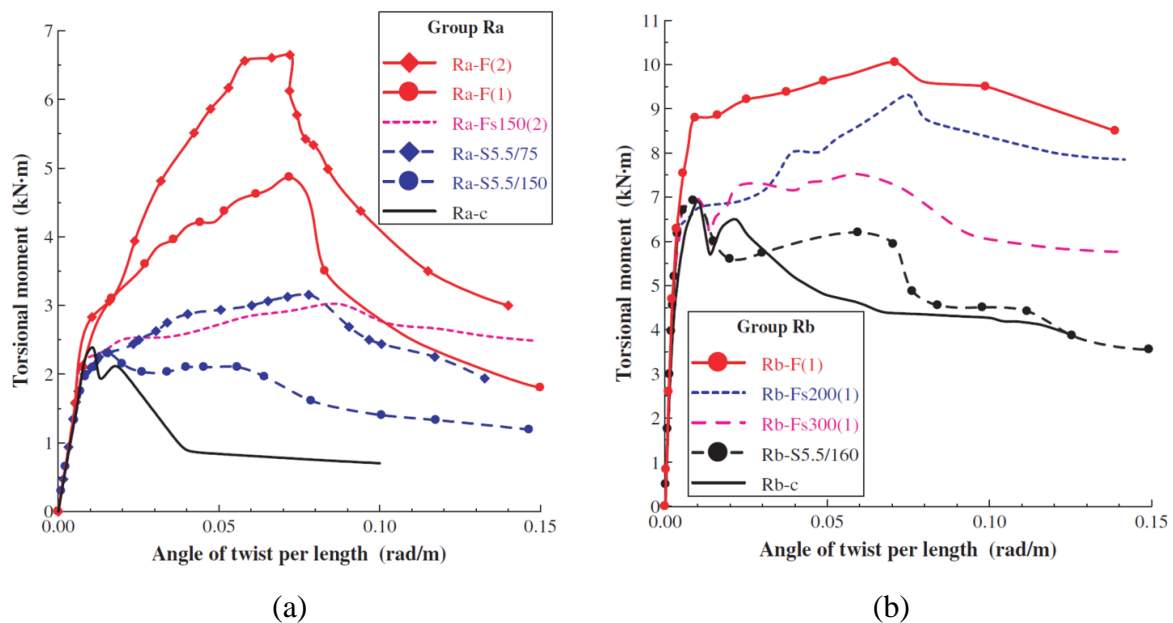 Group Ra
Ra-F(2)
Ra-F(1)
Ra-Fs150(2)
Ra-S5.5/75
Ra-S5.5/150
Ra-c
7
6
5
4
3
2
1
0
Torsional moment (kN·m)
0.00
0.05
0.10
0.15
Angle of twist per length (rad/m)
(a)
11
10
9
8
7
6
5
4
3
2
1
0
Torsional moment (kN·m)
Group Rb
Rb-F(1)
Rb-Fs200(1)
Rb-Fs300(1)
Rb-S5.5/160
Rb-c
0.00
0.05
0.10
0.15
Angle of twist per length (rad/m)
(b)